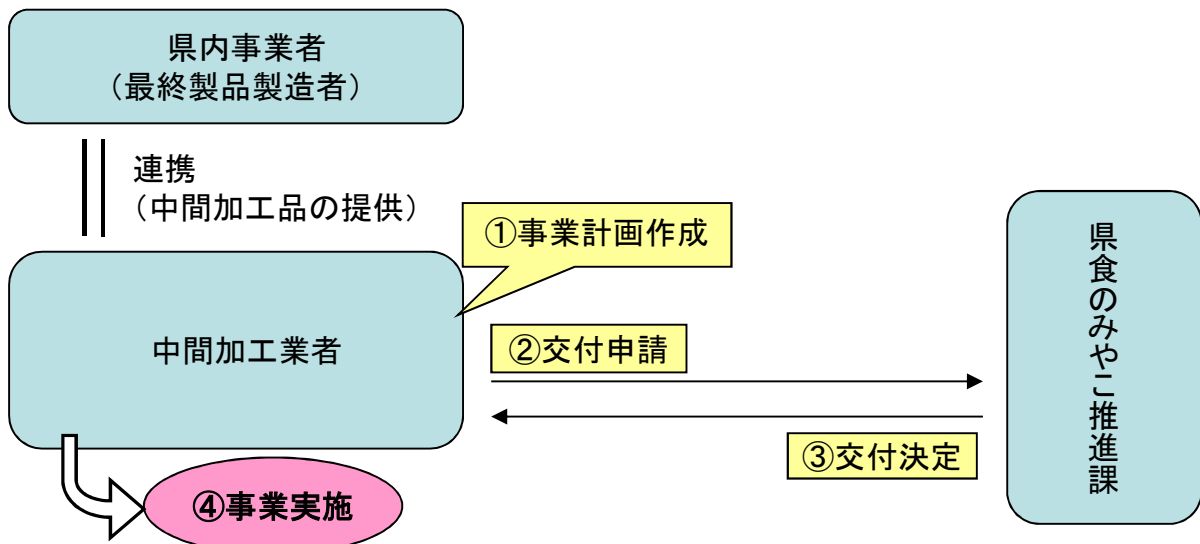 県内事業者
（最終製品製造者）
連携
（中間加工品の提供）
①事業計画作成
中間加工業者
②交付申請
③交付決定
④事業実施
県食のみやこ推進課